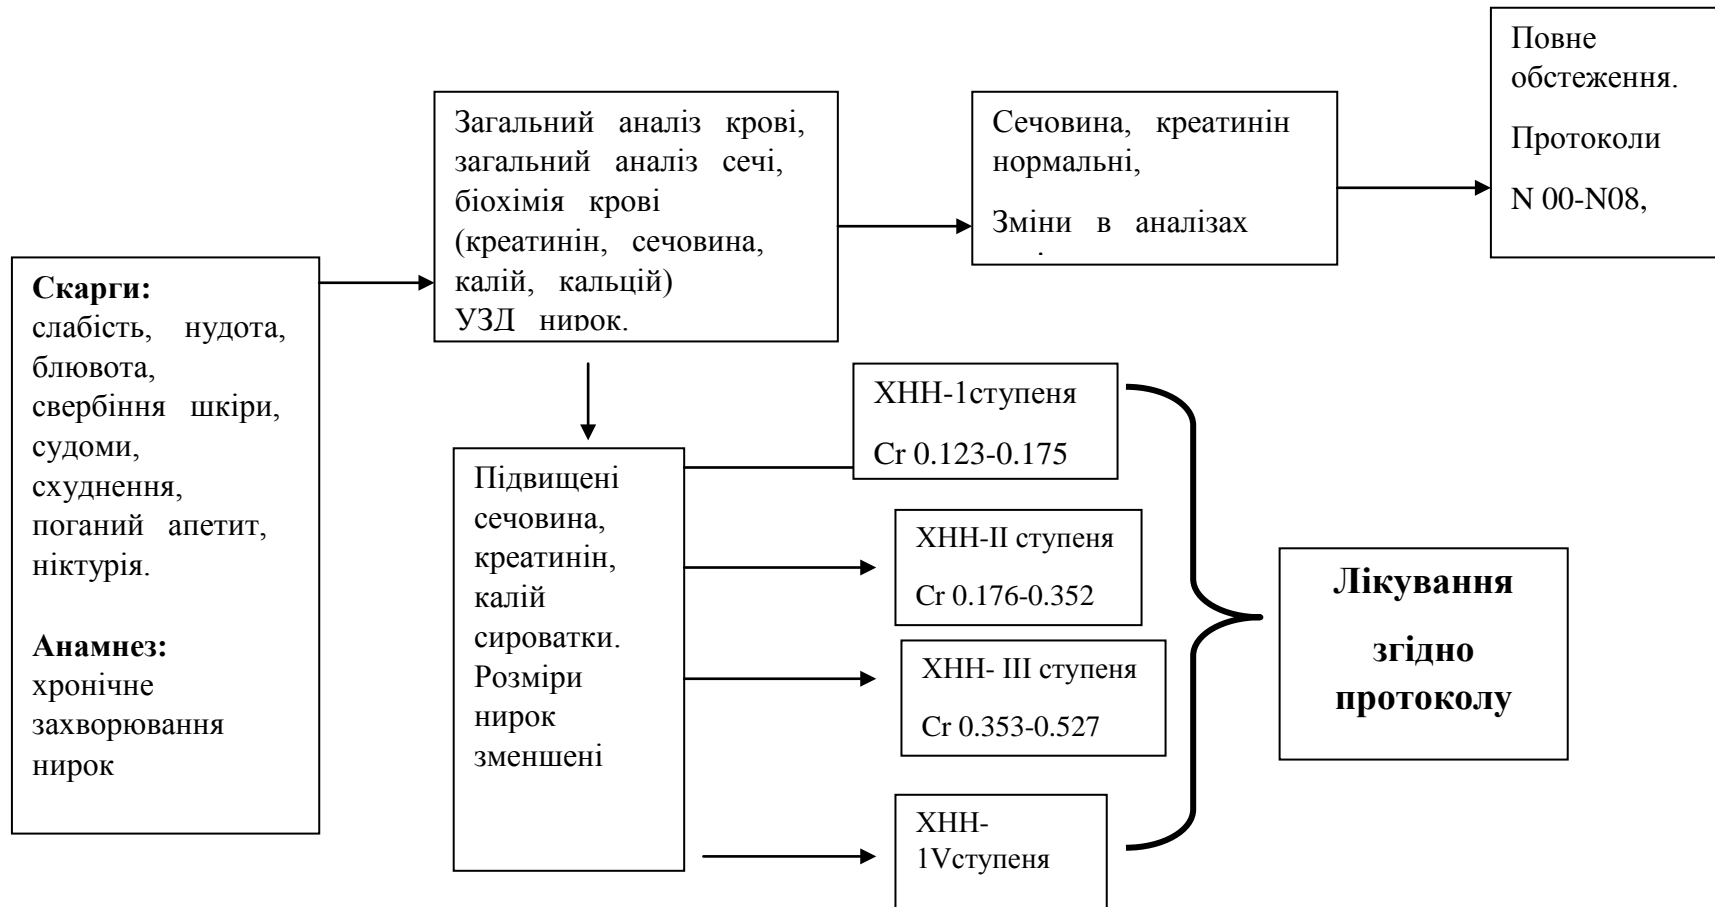 Скарги:
слабість, нудота,
блювота,
свербіння шкіри,
судоми,
схуднення,
поганий апетит,
ніктурія.
Анамнез:
хронічне
захворювання
нирок
Загальний аналіз крові,
загальний аналіз сечі,
біохімія крові
(креатинін, сечовина,
калій, кальцій)
УЗД нирок.
Сечовина, креатинін
нормальні,
Зміни в аналізах
Повне
обстеження.
Протоколи
N 00-N08,
Підвищені
сечовина,
креатинін,
калій
сироватки.
Розміри
нирок
зменшені
ХНН-1ступеня
Cr 0.123-0.175
ХНН-II ступеня
Cr 0.176-0.352
ХНН- III ступеня
Cr 0.353-0.527
ХНН-
1Vступеня
Лікування
згідно
протоколу